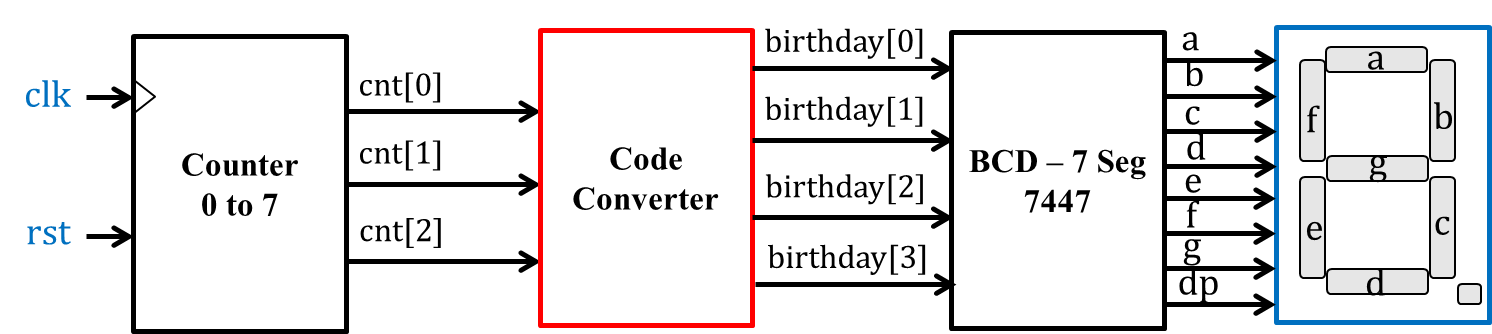 clk
rst
Counter
0 to 7
cnt[0]
cnt[1]
cnt[2]
Code
Converter
birthday[0]
birthday[1]
birthday[2]
birthday[3]
BCD – 7 Seg
7447
a
b
c
d
e
f
g
dp
a
f
b
g
e
c
d